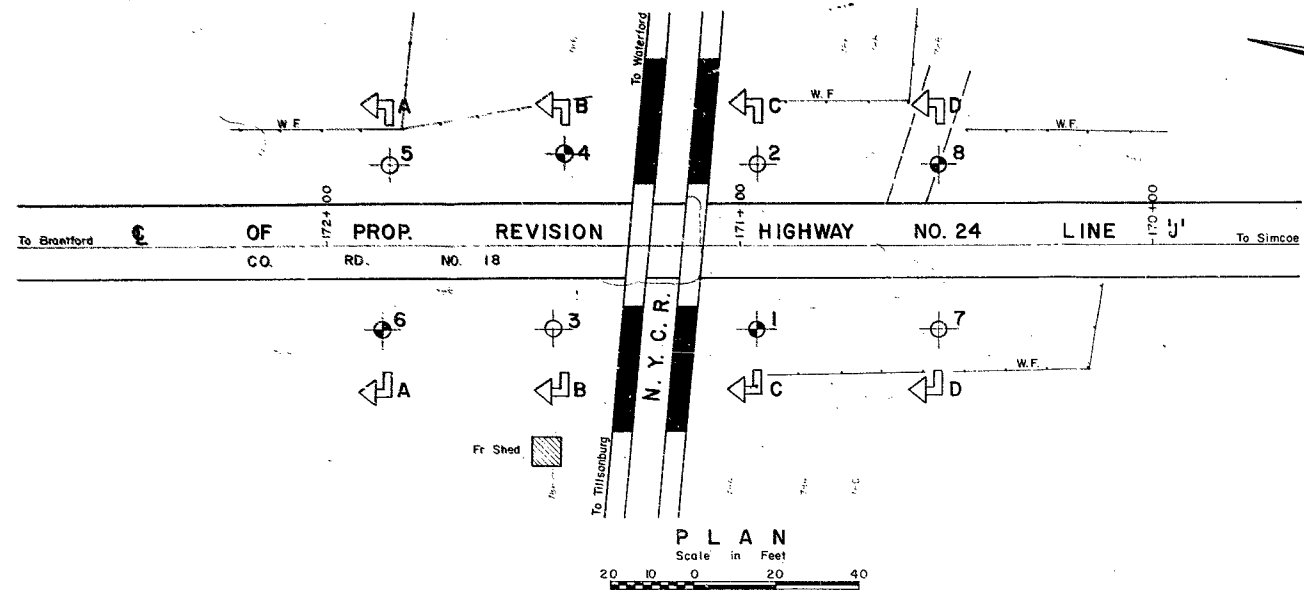 To Waterford
A
B
C
W. F
D
W. F.
W.F.
5
4
2
8
172+00
171+00
170+00
To Brantford
℄ OF PROP. REVISION HIGHWAY NO. 24 LINE 'J'
To Simcoe
CO. RD. NO. 18
6
3
1
7
N. Y. C. R.
W.F.
A
B
C
D
Fr Shed
To Tillsonburg
PLAN
Scale in Feet
20 10 0 20 40